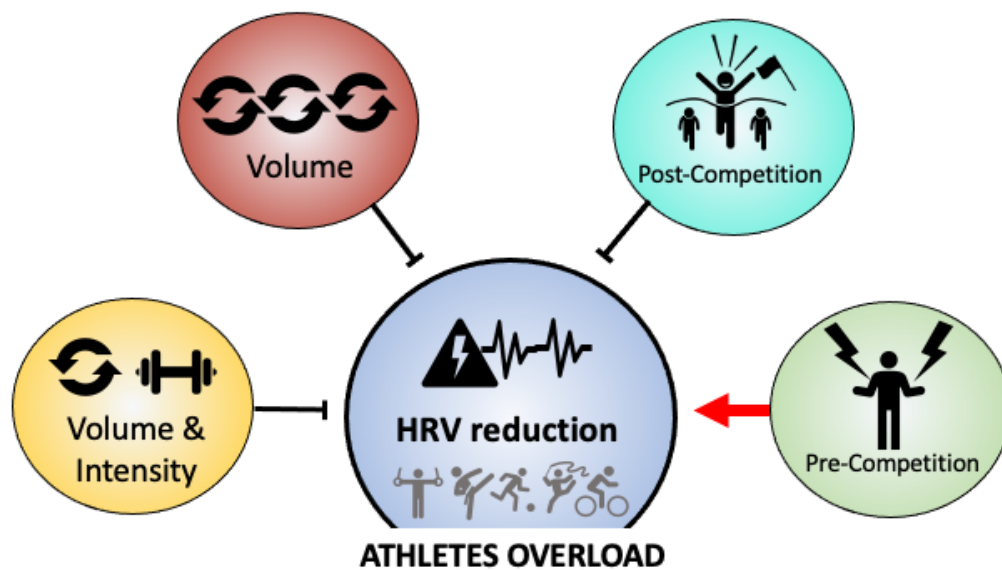 Volume
Post-Competition
Volume &
Intensity
HRV reduction
Pre-Competition
ATHLETES OVERLOAD